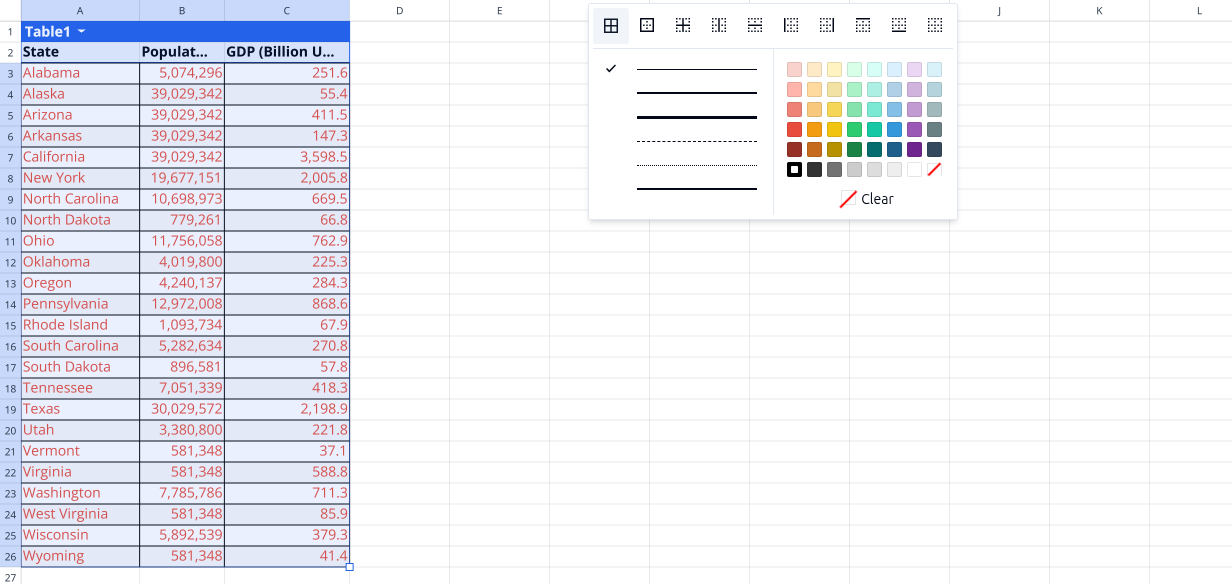 A B C D E J K L
1 Table1
2 State Populat... GDP (Billion U...
3 Alabama 5,074,296 251.6
4 Alaska 39,029,342 55.4
5 Arizona 39,029,342 411.5
6 Arkansas 39,029,342 147.3
7 California 39,029,342 3,598.5
8 New York 19,677,151 2,005.8
9 North Carolina 10,698,973 669.5
10 North Dakota 779,261 66.8
11 Ohio 11,756,058 762.9
12 Oklahoma 4,019,800 225.3
13 Oregon 4,240,137 284.3
14 Pennsylvania 12,972,008 868.6
15 Rhode Island 1,093,734 67.9
16 South Carolina 5,282,634 270.8
17 South Dakota 896,581 57.8
18 Tennessee 7,051,339 418.3
19 Texas 30,029,572 2,198.9
20 Utah 3,380,800 221.8
21 Vermont 581,348 37.1
22 Virginia 581,348 588.8
23 Washington 7,785,786 711.3
24 West Virginia 581,348 85.9
25 Wisconsin 5,892,539 379.3
26 Wyoming 581,348 41.4
27
Clear